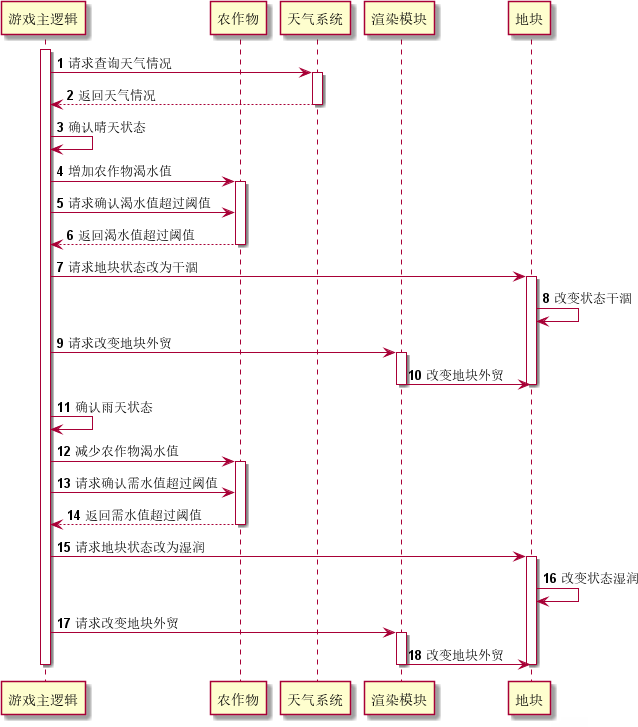 游戏主逻辑 农作物 天气系统 渲染模块 地块
1 请求查询天气情况
2 返回天气情况
3 确认晴天状态
4 增加农作物渴水值
5 请求确认渴水值超过阈值
6 返回渴水值超过阈值
7 请求地块状态改为干涸
8 改变状态干涸
9 请求改变地块外贸
10 改变地块外贸
11 确认雨天状态
12 减少农作物渴水值
13 请求确认需水值超过阈值
14 返回需水值超过阈值
15 请求地块状态改为湿润
16 改变状态湿润
17 请求改变地块外贸
18 改变地块外贸
游戏主逻辑 农作物 天气系统 渲染模块 地块